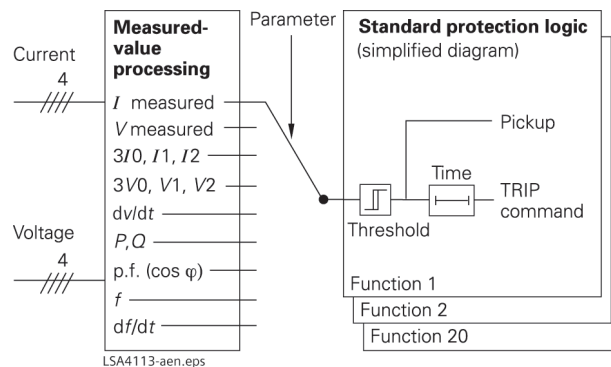 Current
4
Voltage
4
Measured-
value
processing
I measured
V measured
3I0, I1, I2
3V0, V1, V2
dv/dt
P,Q
p.f. (cos φ)
f
df/dt
Parameter
Standard protection logic
(simplified diagram)
Pickup
Time
TRIP
command
Threshold
Function 1
Function 2
Function 20
LSA4113-aen.eps